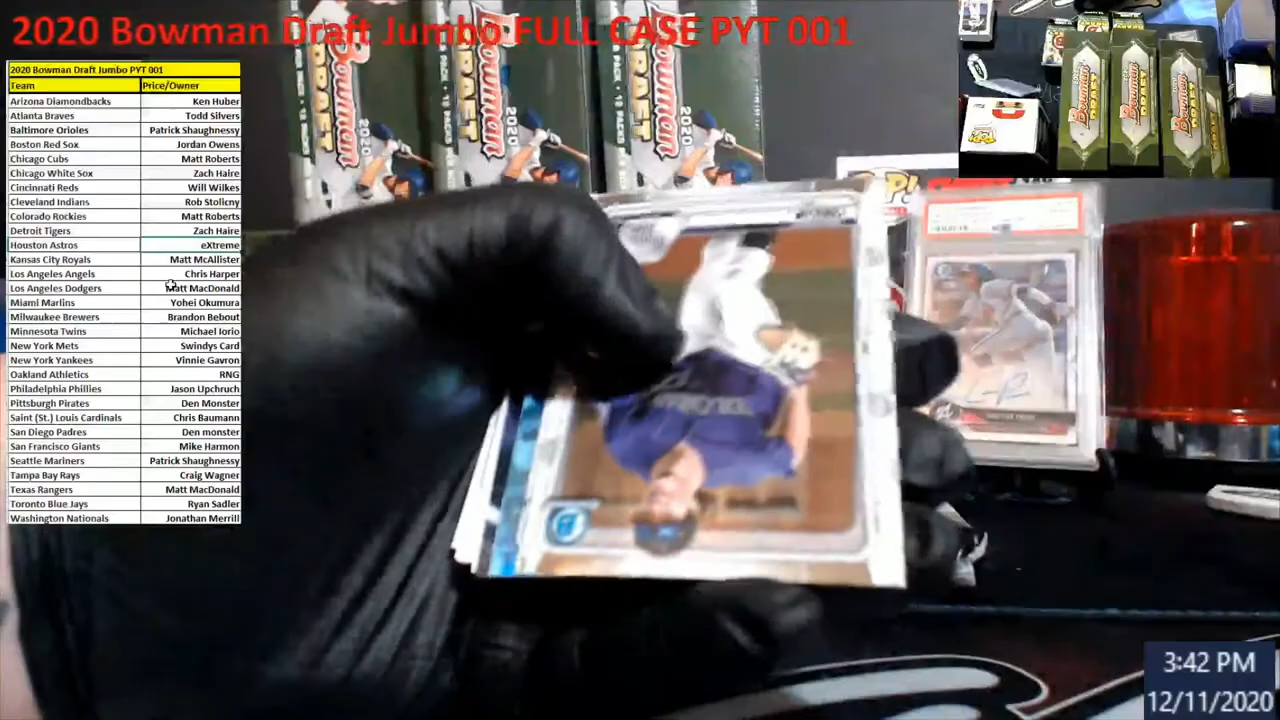 2020 Bowman Draft Jumbo FULL CASE PYT 001
2020 Bowman Draft Jumbo PYT 001
Team Price/Owner
Arizona Diamondbacks Ken Huber
Atlanta Braves Todd Silvers
Baltimore Orioles Patrick Shaughnessy
Boston Red Sox Jordan Owens
Chicago Cubs Matt Roberts
Chicago White Sox Zach Haire
Cincinnati Reds Will Wilkes
Cleveland Indians Rob Stolicny
Colorado Rockies Matt Roberts
Detroit Tigers Zach Haire
Houston Astros eXtreme
Kansas City Royals Matt McAllister
Los Angeles Angels Chris Harper
Los Angeles Dodgers Matt MacDonald
Miami Marlins Yohei Okumura
Milwaukee Brewers Brandon Bebout
Minnesota Twins Michael Iorio
New York Mets Swindys Card
New York Yankees Vinnie Gavron
Oakland Athletics RNG
Philadelphia Phillies Jason Upchruch
Pittsburgh Pirates Den Monster
Saint (St.) Louis Cardinals Chris Baumann
San Diego Padres Den monster
San Francisco Giants Mike Harmon
Seattle Mariners Patrick Shaughnessy
Tampa Bay Rays Craig Wagner
Texas Rangers Matt MacDonald
Toronto Blue Jays Ryan Sadler
Washington Nationals Jonathan Merrill
Bowman
DRAFT
2020
Bowman
DRAFT
2020
Bowman
DRAFT
2020
3:42 PM
12/11/2020